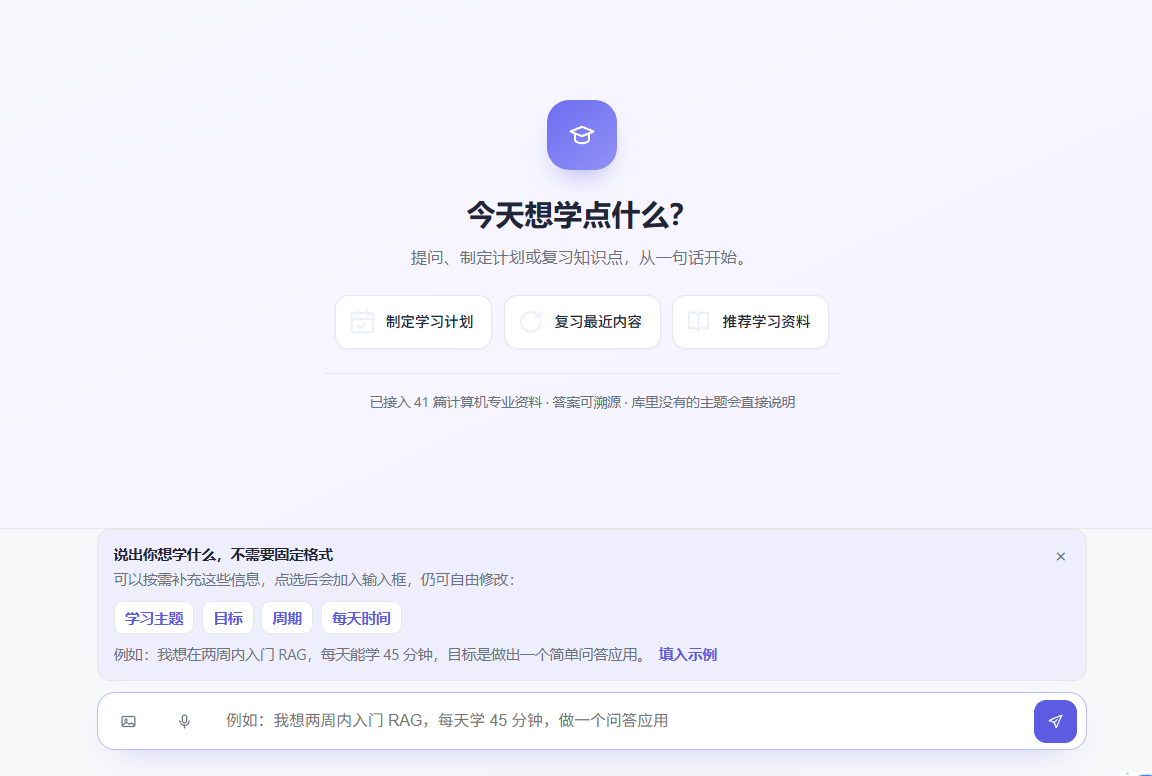 今天想学点什么？
提问、制定计划或复习知识点，从一句话开始。
制定学习计划
复习最近内容
推荐学习资料
已接入 41 篇计算机专业资料 · 答案可溯源 · 库里没有的主题会直接说明
说出你想学什么，不需要固定格式
可以按需补充这些信息，点选后会加入输入框，仍可自由修改：
学习主题 目标 周期 每天时间
例如：我想在两周内入门 RAG，每天能学 45 分钟，目标是做出一个简单问答应用。 填入示例
例如：我想两周内入门 RAG，每天学 45 分钟，做一个问答应用